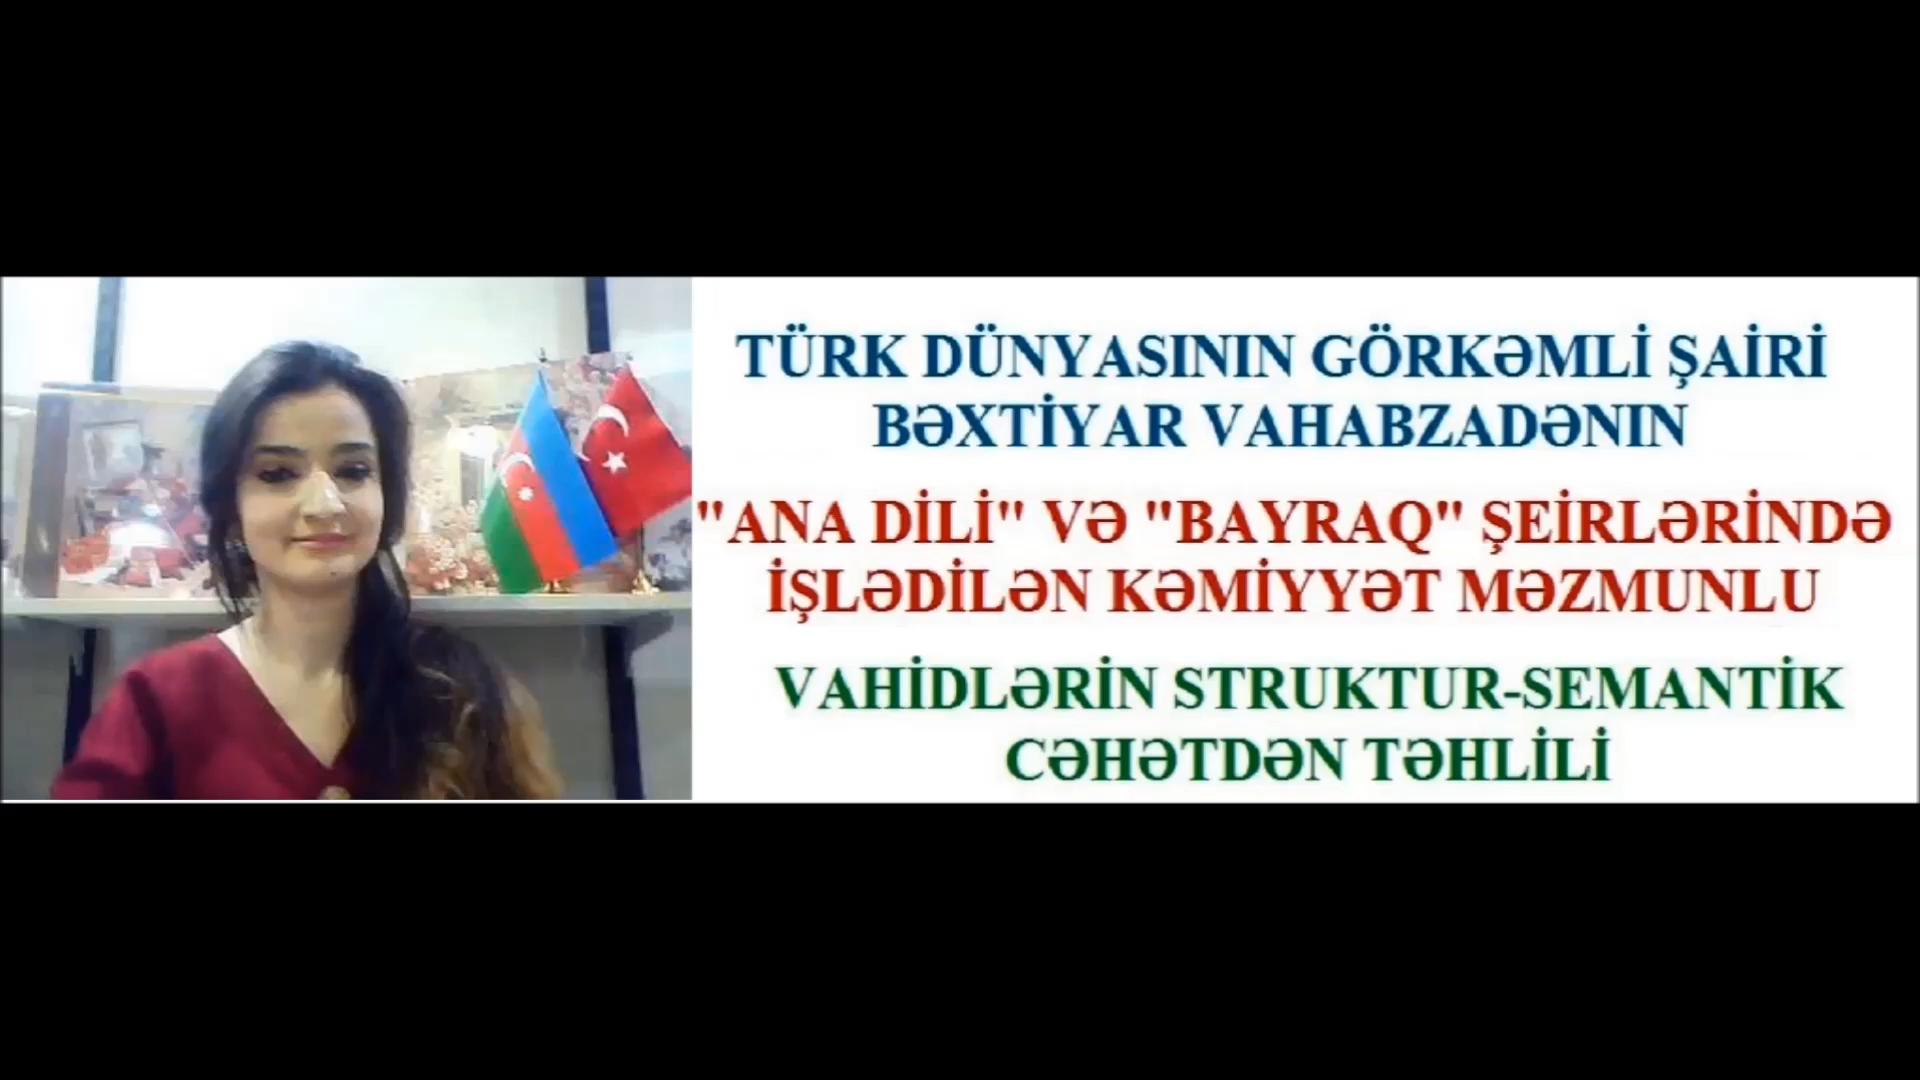 TÜRK DÜNYASININ GÖRKƏMLİ ŞAİRİ
BƏXTİYAR VAHABZADƏNIN
"ANA DİLİ" VƏ "BAYRAQ" ŞEİRLƏRİNDƏ
İŞLƏDİLƏN KƏMİYYƏT MƏZMUNLU
VAHİDLƏRİN STRUKTUR-SEMANTİK
CƏHƏTDƏN TƏHLİLİ